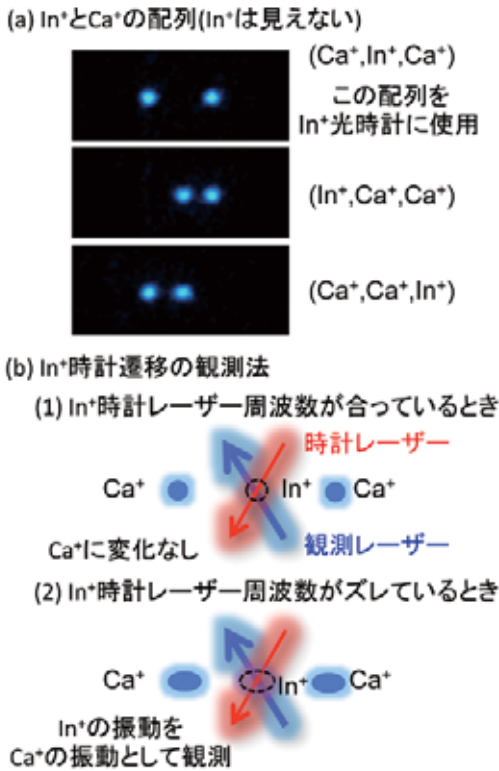 (a) In⁺とCa⁺の配列(In⁺は見えない)
(Ca⁺,In⁺,Ca⁺)
この配列を
In⁺光時計に使用
(In⁺,Ca⁺,Ca⁺)
(Ca⁺,Ca⁺,In⁺)
(b) In⁺時計遷移の観測法
(1) In⁺時計レーザー周波数が合っているとき
時計レーザー
Ca⁺ In⁺ Ca⁺
Ca⁺に変化なし 観測レーザー
(2) In⁺時計レーザー周波数がズレているとき
Ca⁺ In⁺ Ca⁺
In⁺の振動を
Ca⁺の振動として観測